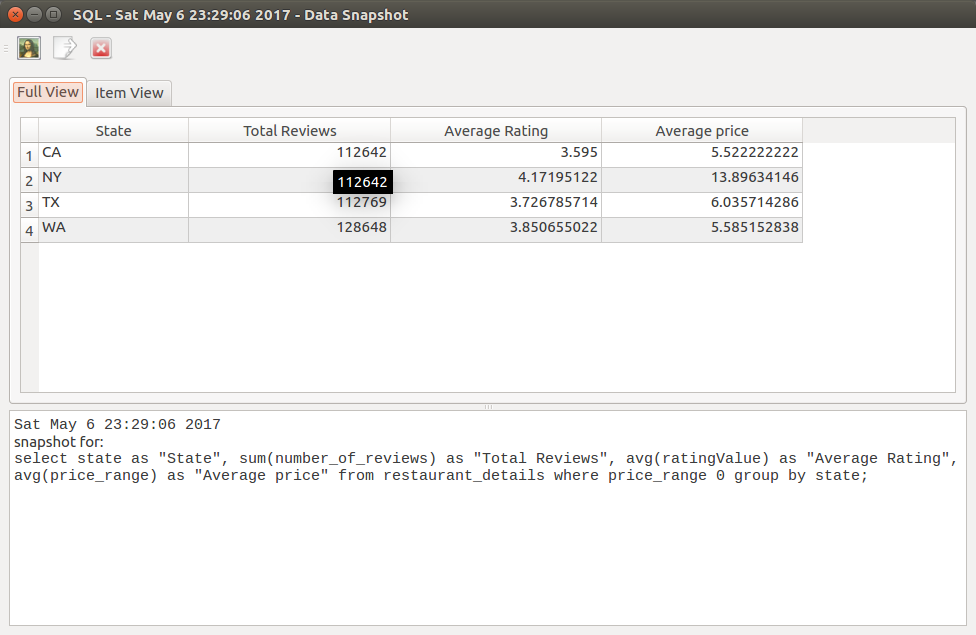 SQL - Sat May 6 23:29:06 2017 - Data Snapshot
Full View Item View
State Total Reviews Average Rating Average price
1 CA 112642 3.595 5.522222222
2 NY 4.17195122 13.89634146
112642
3 TX 112769 3.726785714 6.035714286
4 WA 128648 3.850655022 5.585152838
Sat May 6 23:29:06 2017
snapshot for:
select state as "State", sum(number_of_reviews) as "Total Reviews", avg(ratingValue) as "Average Rating",
avg(price_range) as "Average price" from restaurant_details where price_range 0 group by state;